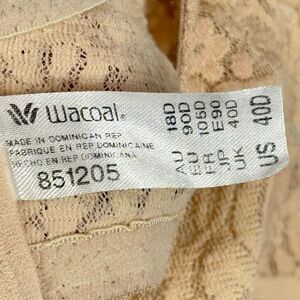 Wacoal®
MADE IN DOMINICAN REP
FABRIQUE EN REP DOMINICAINE
HECHO EN REP DOMINICANA
851205
AU 18D
EU 90D
FR 105D
JP E90
UK 40D
US 40D